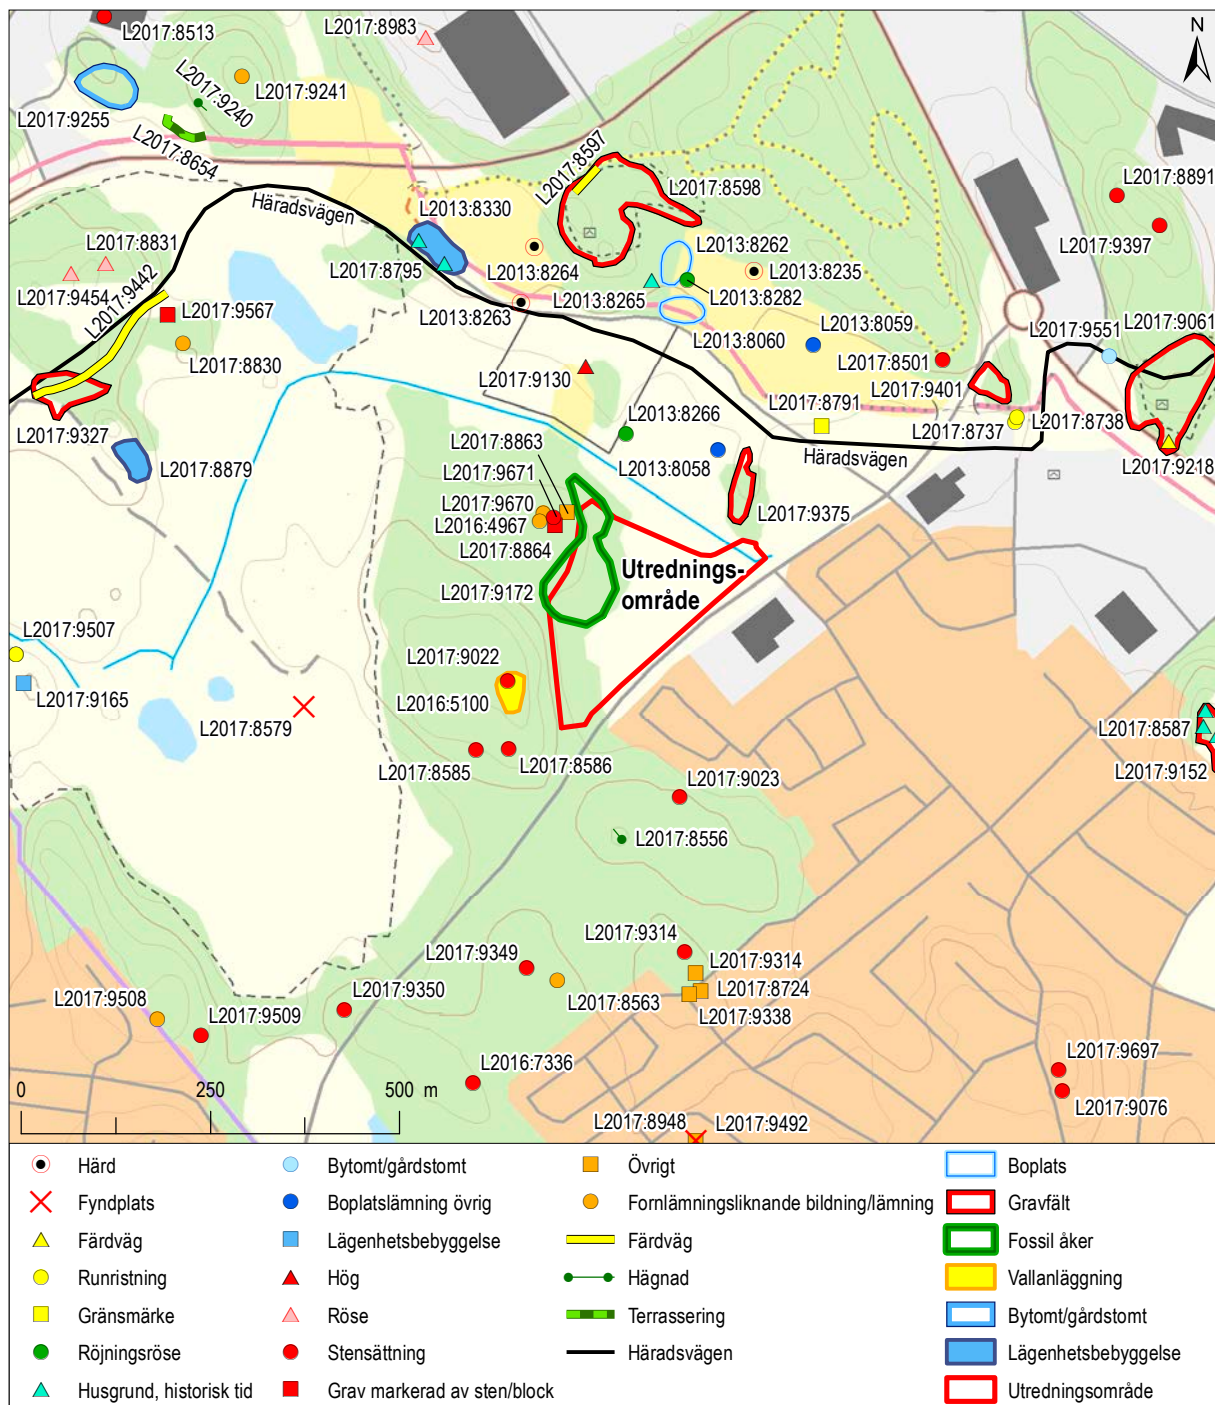 L2017:8513
L2017:8983
N
L2017:9241
L2017:9240
L2017:9255
L2017:8654
L2017:8597
L2017:8598
L2017:8891
Häradsvägen
L2013:8330
L2017:9397
L2017:8831
L2013:8262
L2017:8795
L2013:8264
L2013:8235
L2017:9454
L2017:9442
L2013:8265
L2013:8282
L2017:9567
L2013:8263
L2017:9551
L2017:9061
L2013:8060
L2013:8059
L2017:8830
L2017:8501
L2017:9130
L2017:9401
L2017:8791
L2017:9327
L2013:8266
L2017:8737
L2017:8738
L2017:8863
Häradsvägen
L2017:9218
L2017:8879
L2017:9671
L2013:8058
L2017:9670
L2017:9375
L2016:4967
L2017:8864
Utrednings-
område
L2017:9172
L2017:9507
L2017:9022
L2017:9165
L2016:5100
L2017:8579
L2017:8587
L2017:8585
L2017:8586
L2017:9152
L2017:9023
L2017:8556
L2017:9314
L2017:9349
L2017:9314
L2017:8724
L2017:8563
L2017:9338
L2017:9508
L2017:9350
L2017:9509
L2017:9697
L2016:7336
L2017:9076
0 250 500 m
L2017:8948
L2017:9492
Härd
Fyndplats
Färdväg
Runristning
Gränsmärke
Röjningsröse
Husgrund, historisk tid
Bytomt/gårdstomt
Boplatslämning övrig
Lägenhetsbebyggelse
Hög
Röse
Stensättning
Grav markerad av sten/block
Övrigt
Fornlämningsliknande bildning/lämning
Färdväg
Hägnad
Terrassering
Häradsvägen
Boplats
Gravfält
Fossil åker
Vallanläggning
Bytomt/gårdstomt
Lägenhetsbebyggelse
Utredningsområde